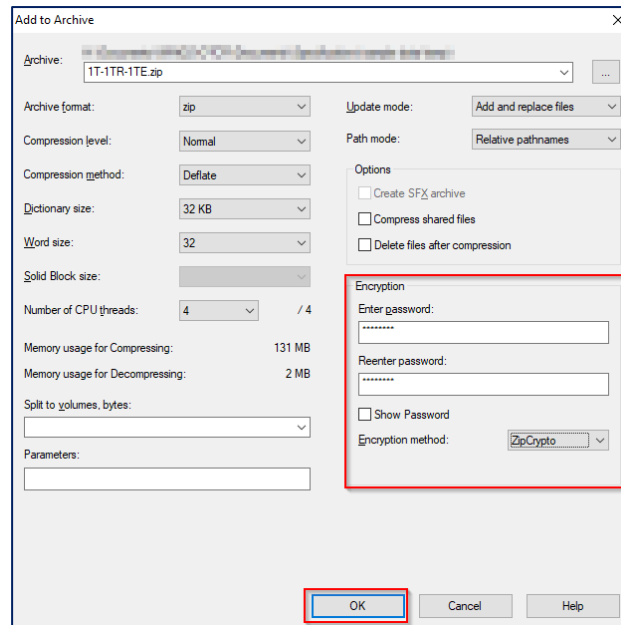 Add to Archive
Archive:
1T-1TR-1TE.zip
...
Archive format: zip
Update mode: Add and replace files
Compression level: Normal
Path mode: Relative pathnames
Compression method: Deflate
Options
Create SFX archive
Dictionary size: 32 KB
Compress shared files
Word size: 32
Delete files after compression
Solid Block size:
Encryption
Number of CPU threads: 4 / 4
Enter password:
********
Memory usage for Compressing: 131 MB
Reenter password:
Memory usage for Decompressing: 2 MB
********
Split to volumes, bytes:
Show Password
Encryption method: ZipCrypto
Parameters:
OK Cancel Help